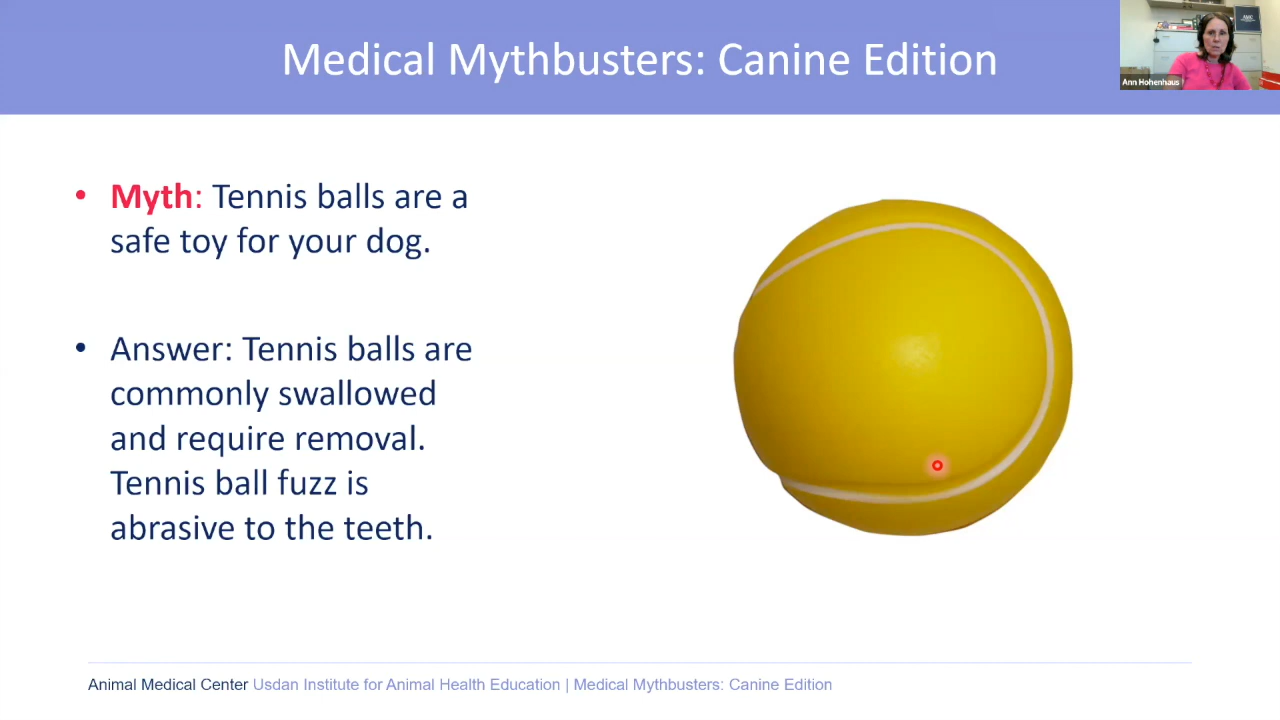 Medical Mythbusters: Canine Edition
Ann Hohenhaus
• Myth: Tennis balls are a
safe toy for your dog.
• Answer: Tennis balls are
commonly swallowed
and require removal.
Tennis ball fuzz is
abrasive to the teeth.
Animal Medical Center Usdan Institute for Animal Health Education | Medical Mythbusters: Canine Edition